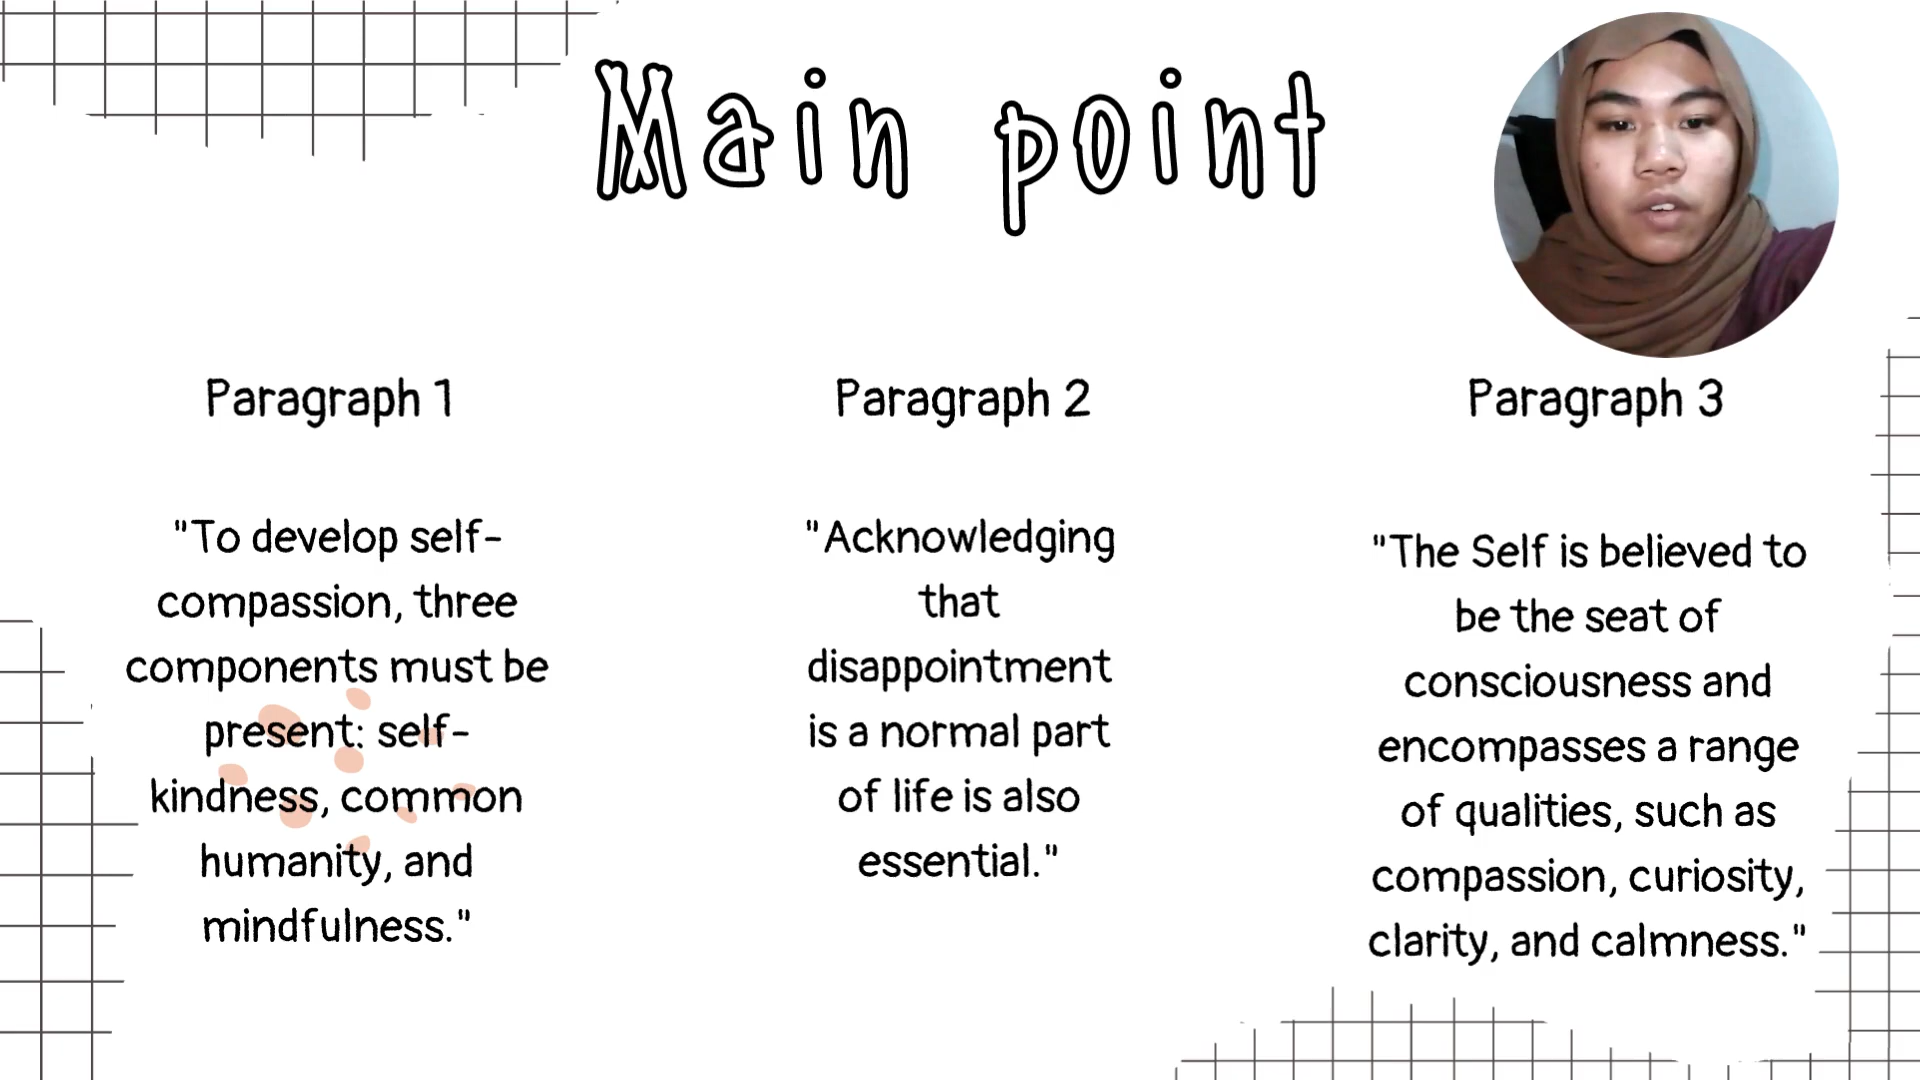 Main point
Paragraph 1
"To develop self-
compassion, three
components must be
present: self-
kindness, common
humanity, and
mindfulness."
Paragraph 2
"Acknowledging
that
disappointment
is a normal part
of life is also
essential."
Paragraph 3
"The Self is believed to
be the seat of
consciousness and
encompasses a range
of qualities, such as
compassion, curiosity,
clarity, and calmness."